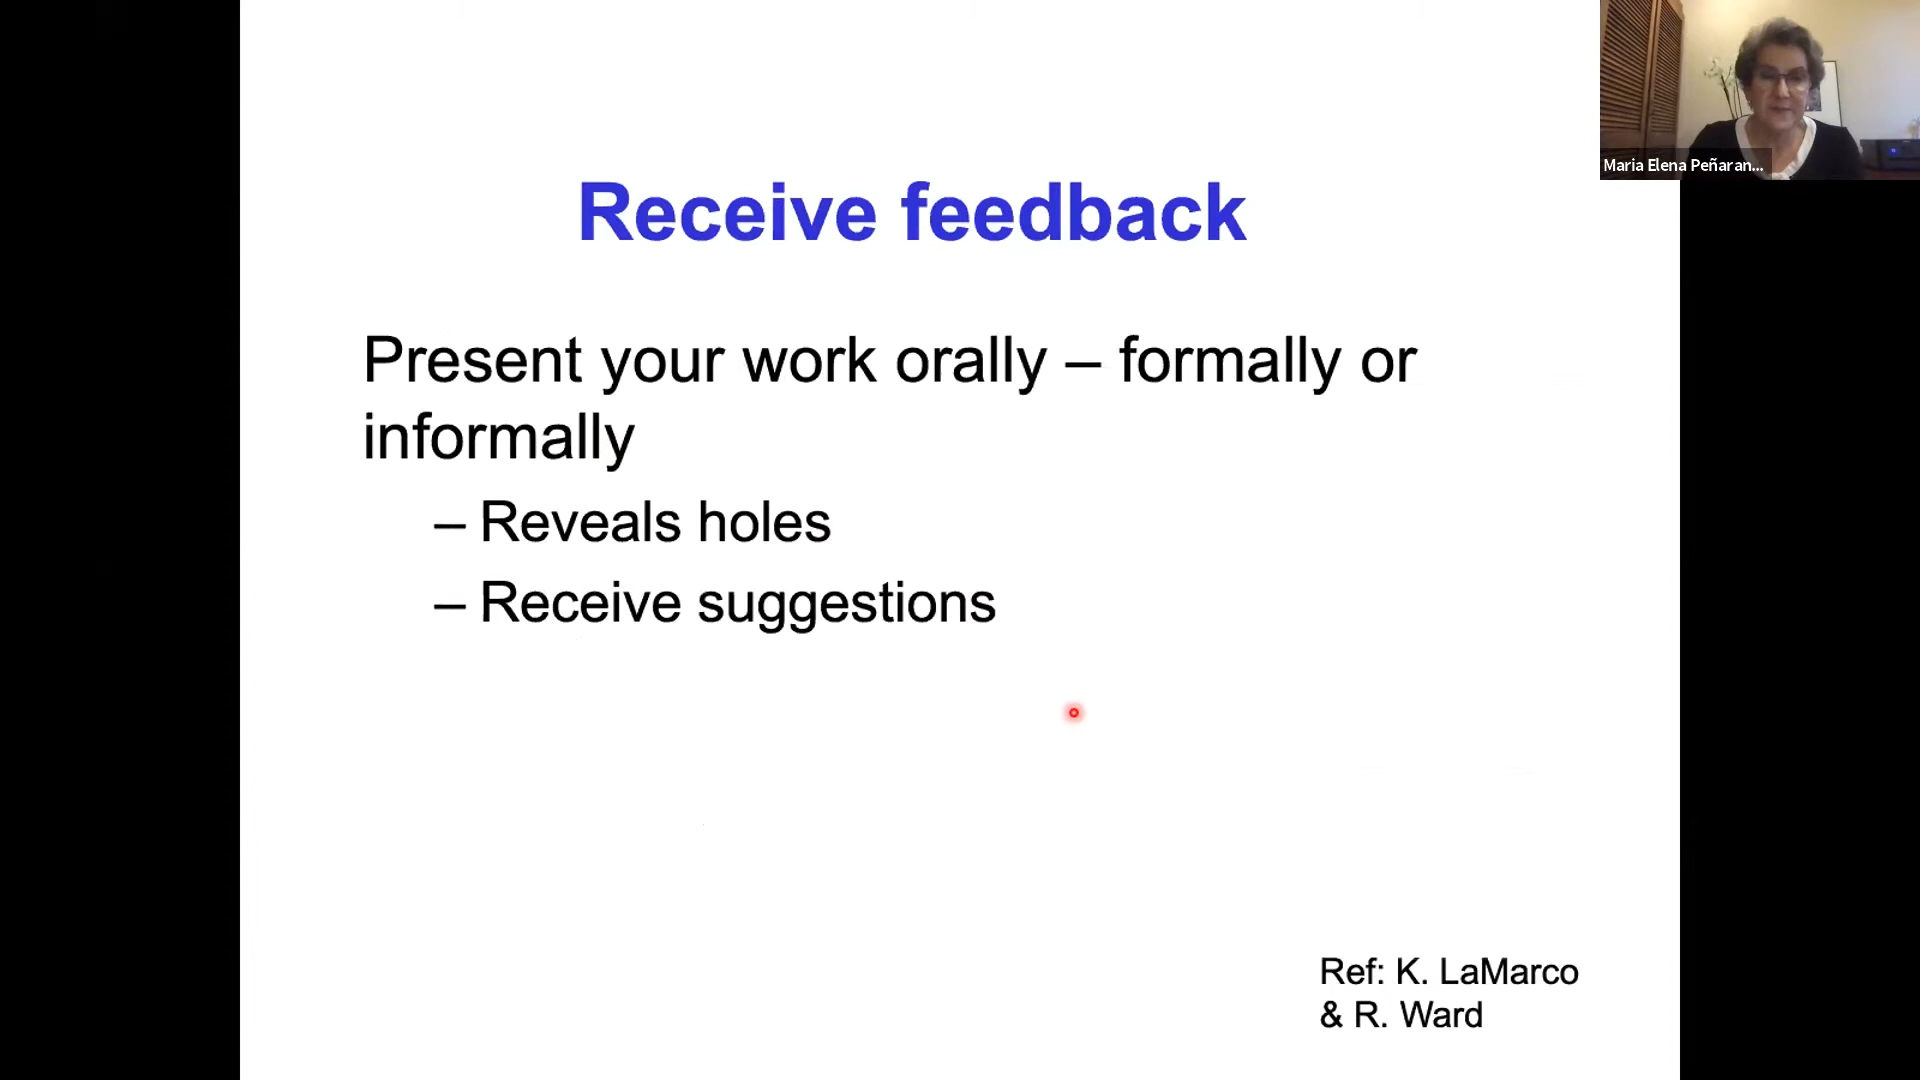 Receive feedback
Present your work orally – formally or
informally
– Reveals holes
– Receive suggestions
Ref: K. LaMarco
& R. Ward
Maria Elena Peñaran...